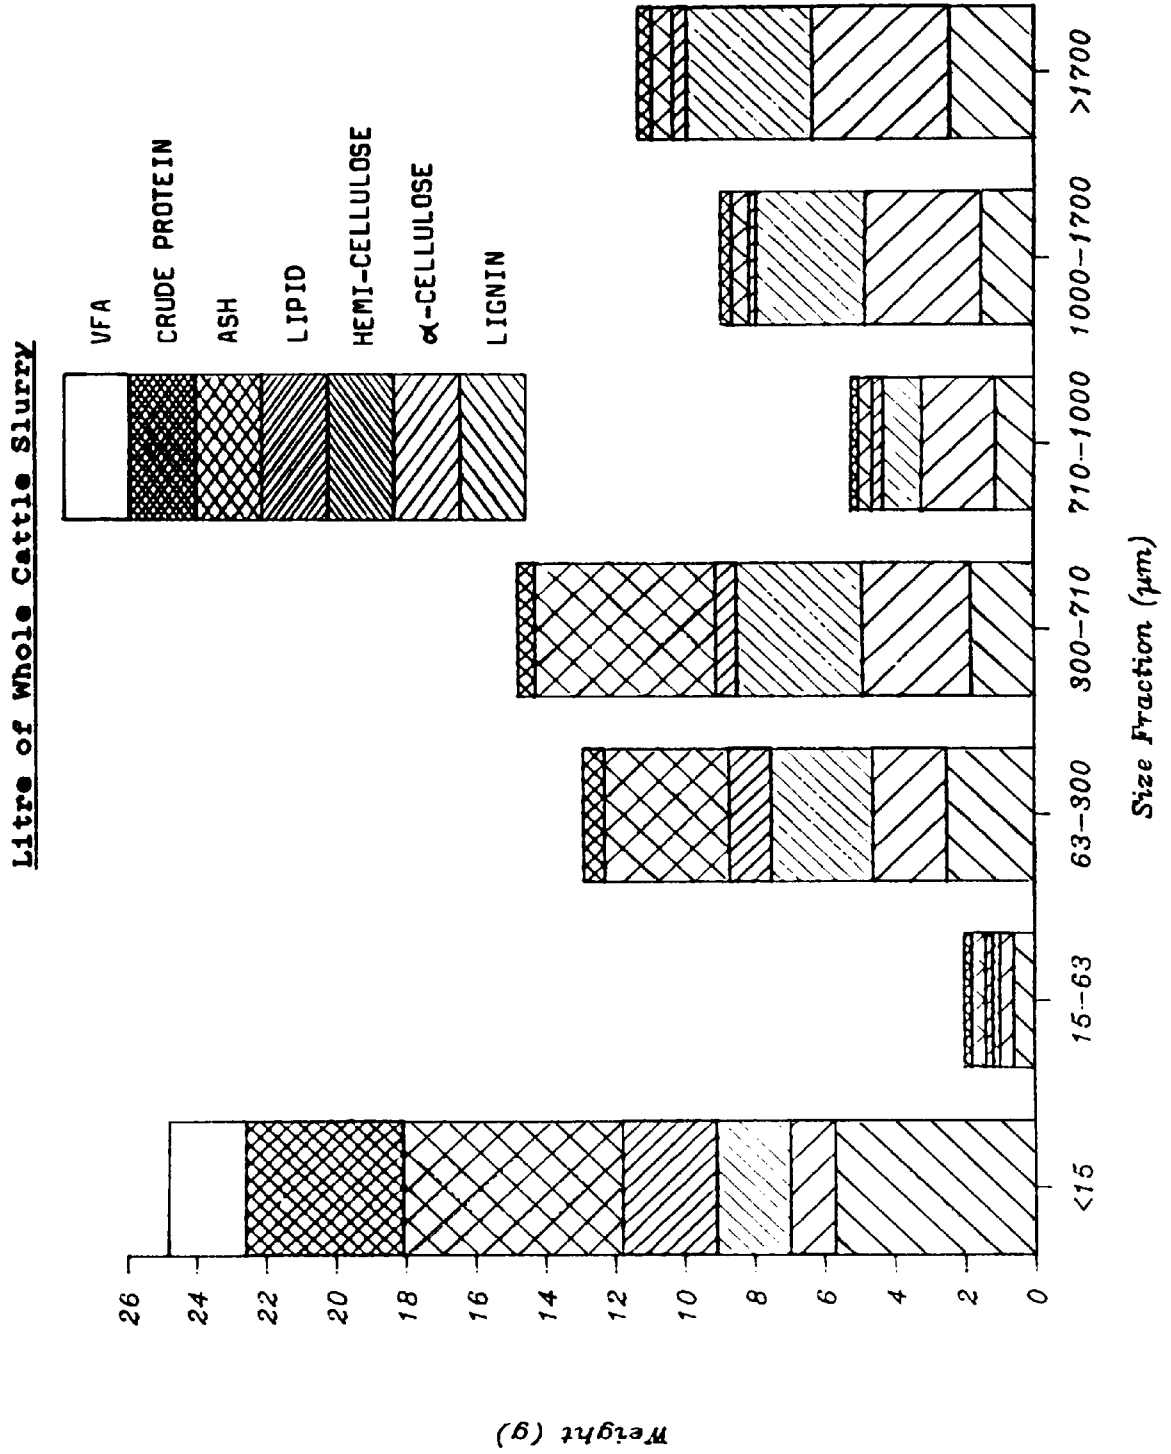 Litre of Whole Cattle Slurry
VFA
CRUDE PROTEIN
ASH
LIPID
HEMI-CELLULOSE
α-CELLULOSE
LIGNIN
Weight (g)
26
24
22
20
18
16
14
12
10
8
6
4
2
0
<15
15-63
63-300
300-710
710-1000
1000-1700
>1700
Size Fraction (μm)